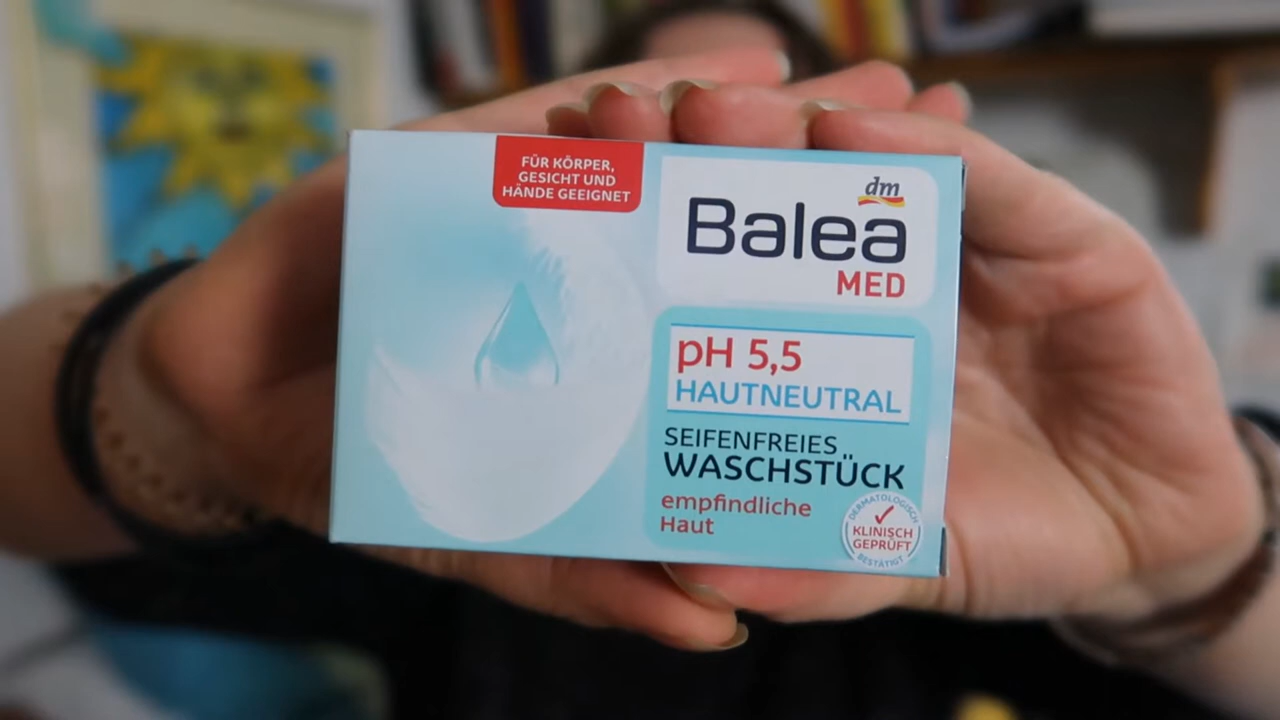 FÜR KÖRPER,
GESICHT UND
HÄNDE GEEIGNET
dm
Balea
MED
pH 5,5
HAUTNEUTRAL
SEIFENFREIES
WASCHSTÜCK
empfindliche
Haut
DERMATOLOGISCH
KLINISCH
GEPRÜFT
BESTÄTIGT